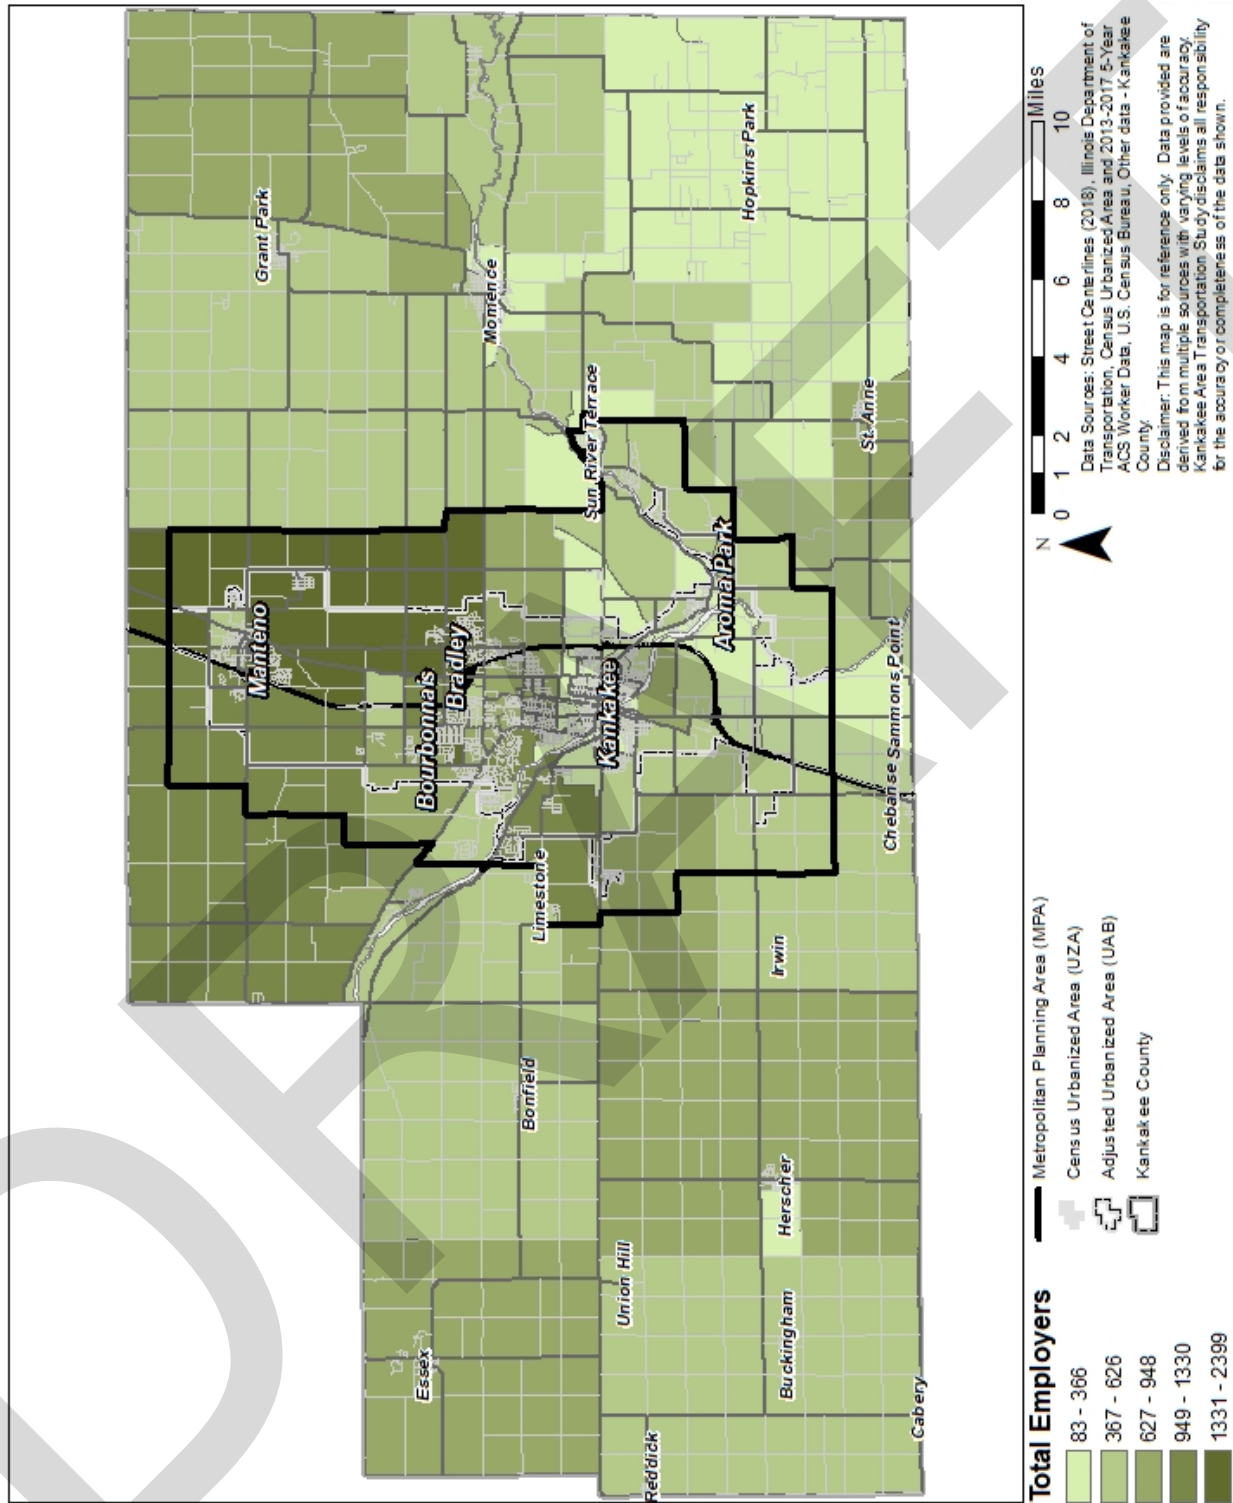 Grant Park
Momence
Hopkins Park
Sun River Terrace
St. Anne
Manteno
Bradley
Bourbonnais
Kankakee
Aroma Park
Limestone
Chebanse
Sammons Point
Irwin
Bonfield
Herscher
Union Hill
Essex
Buckingham
Reddick
Cabery
Total Employers
83 - 366
367 - 626
627 - 948
949 - 1330
1331 - 2399
Metropolitan Planning Area (MPA)
Census Urbanized Area (UZA)
Adjusted Urbanized Area (UAB)
Kankakee County
N
0 1 2 4 6 8 10 Miles
Data Sources: Street Centerlines (2018), Illinois Department of
Transportation, Census Urbanized Area and 2013-2017 5-Year
ACS Worker Data, U.S. Census Bureau, Other data - Kankakee
County.
Disclaimer: This map is for reference only. Data provided are
derived from multiple sources with varying levels of accuracy.
Kankakee Area Transportation Study disclaims all responsibility
for the accuracy or completeness of the data shown.
DRAFT